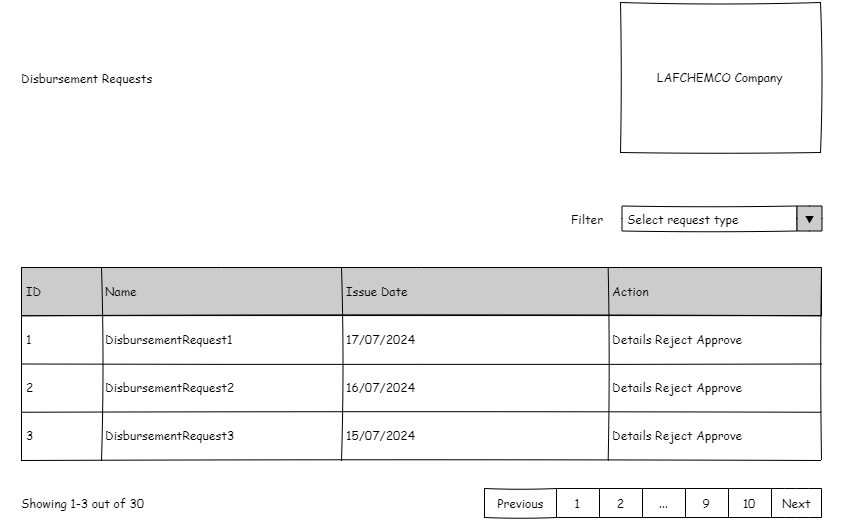 Disbursement Requests
LAFCHEMCO Company
Filter Select request type ▼
ID Name Issue Date Action
1 DisbursementRequest1 17/07/2024 Details Reject Approve
2 DisbursementRequest2 16/07/2024 Details Reject Approve
3 DisbursementRequest3 15/07/2024 Details Reject Approve
Showing 1-3 out of 30 Previous 1 2 ... 9 10 Next